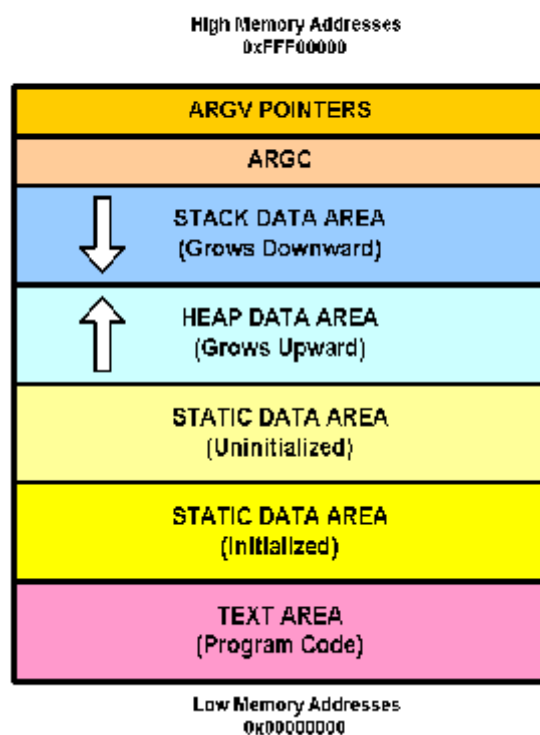 High Memory Addresses
0xFFF00000
ARGV POINTERS
ARGC
STACK DATA AREA
(Grows Downward)
HEAP DATA AREA
(Grows Upward)
STATIC DATA AREA
(Uninitialized)
STATIC DATA AREA
(Initialized)
TEXT AREA
(Program Code)
Low Memory Addresses
0x00000000